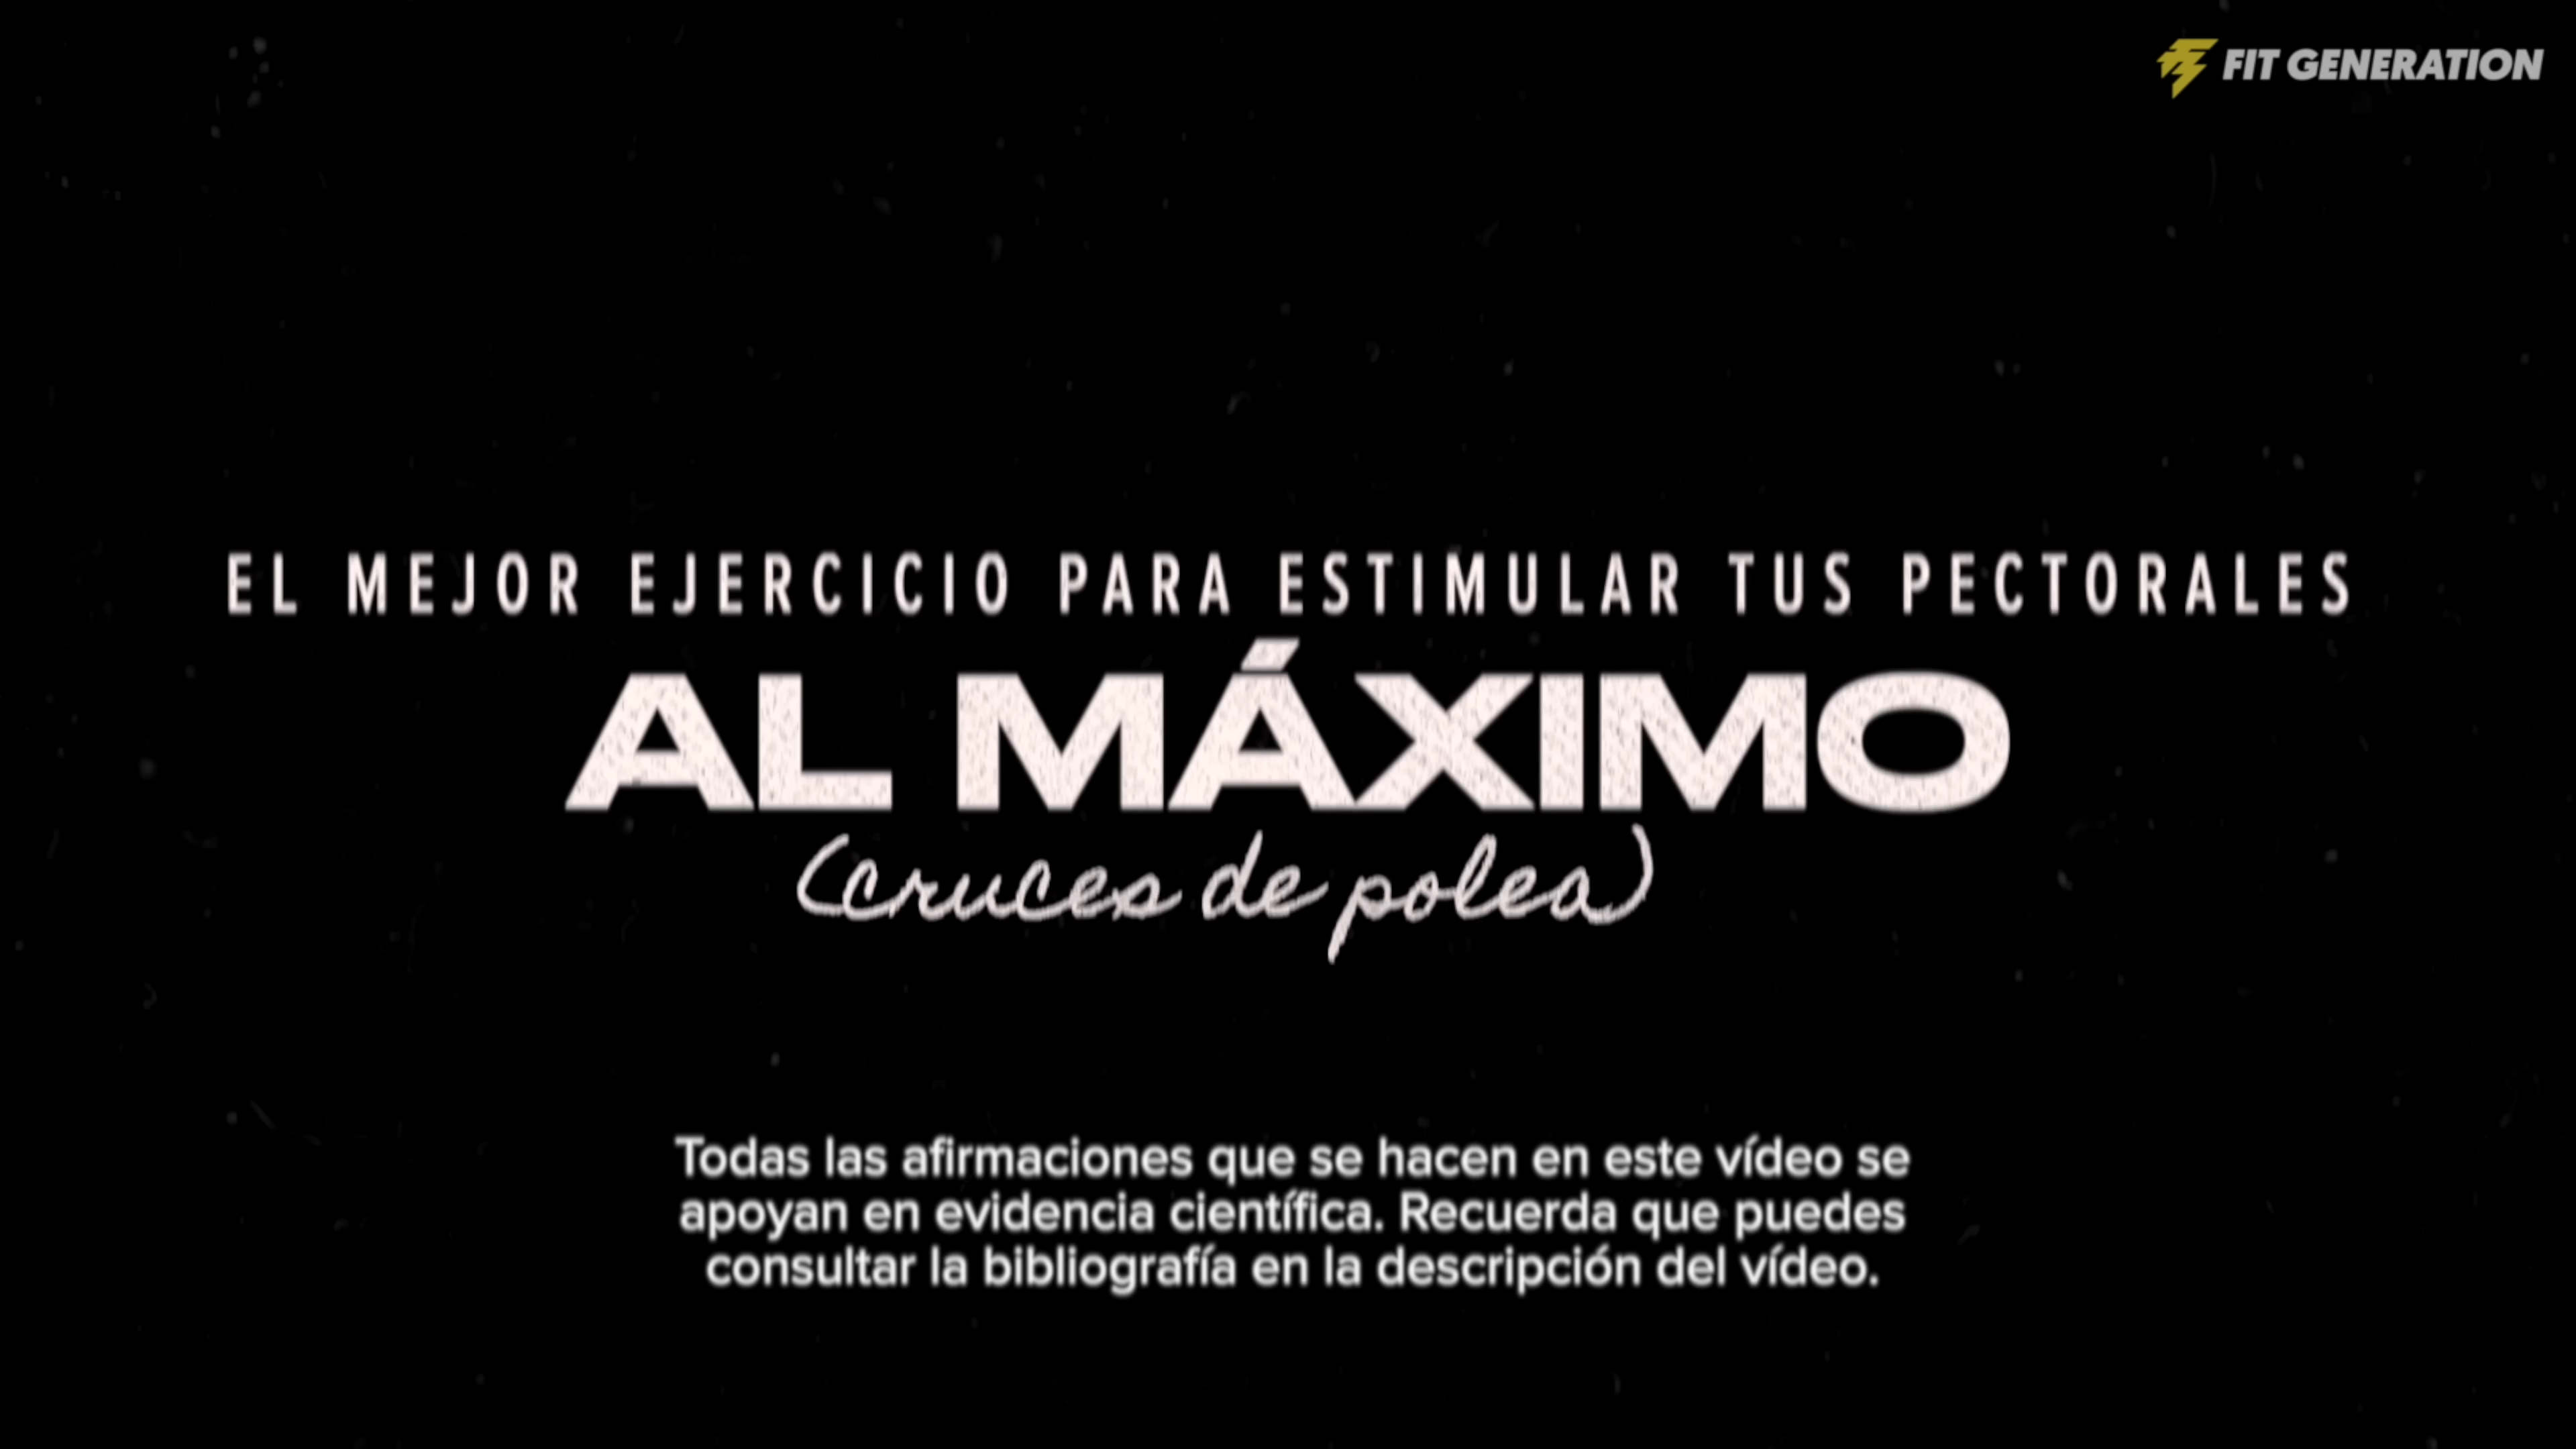 FIT GENERATION
EL MEJOR EJERCICIO PARA ESTIMULAR TUS PECTORALES
AL MÁXIMO
(cruces de polea)
Todas las afirmaciones que se hacen en este vídeo se
apoyan en evidencia científica. Recuerda que puedes
consultar la bibliografía en la descripción del vídeo.